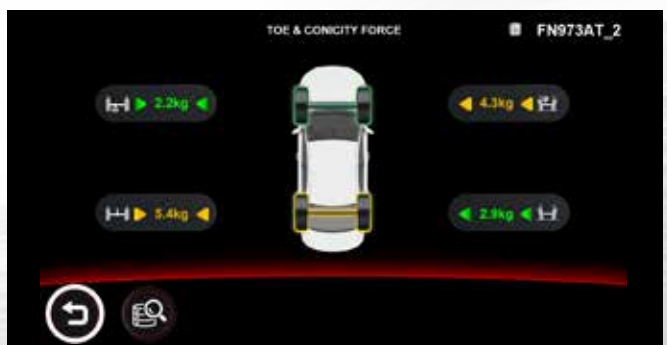 TOE & CONICITY FORCE
FN973AT_2
2.2kg
4.3kg
5.4kg
2.9kg